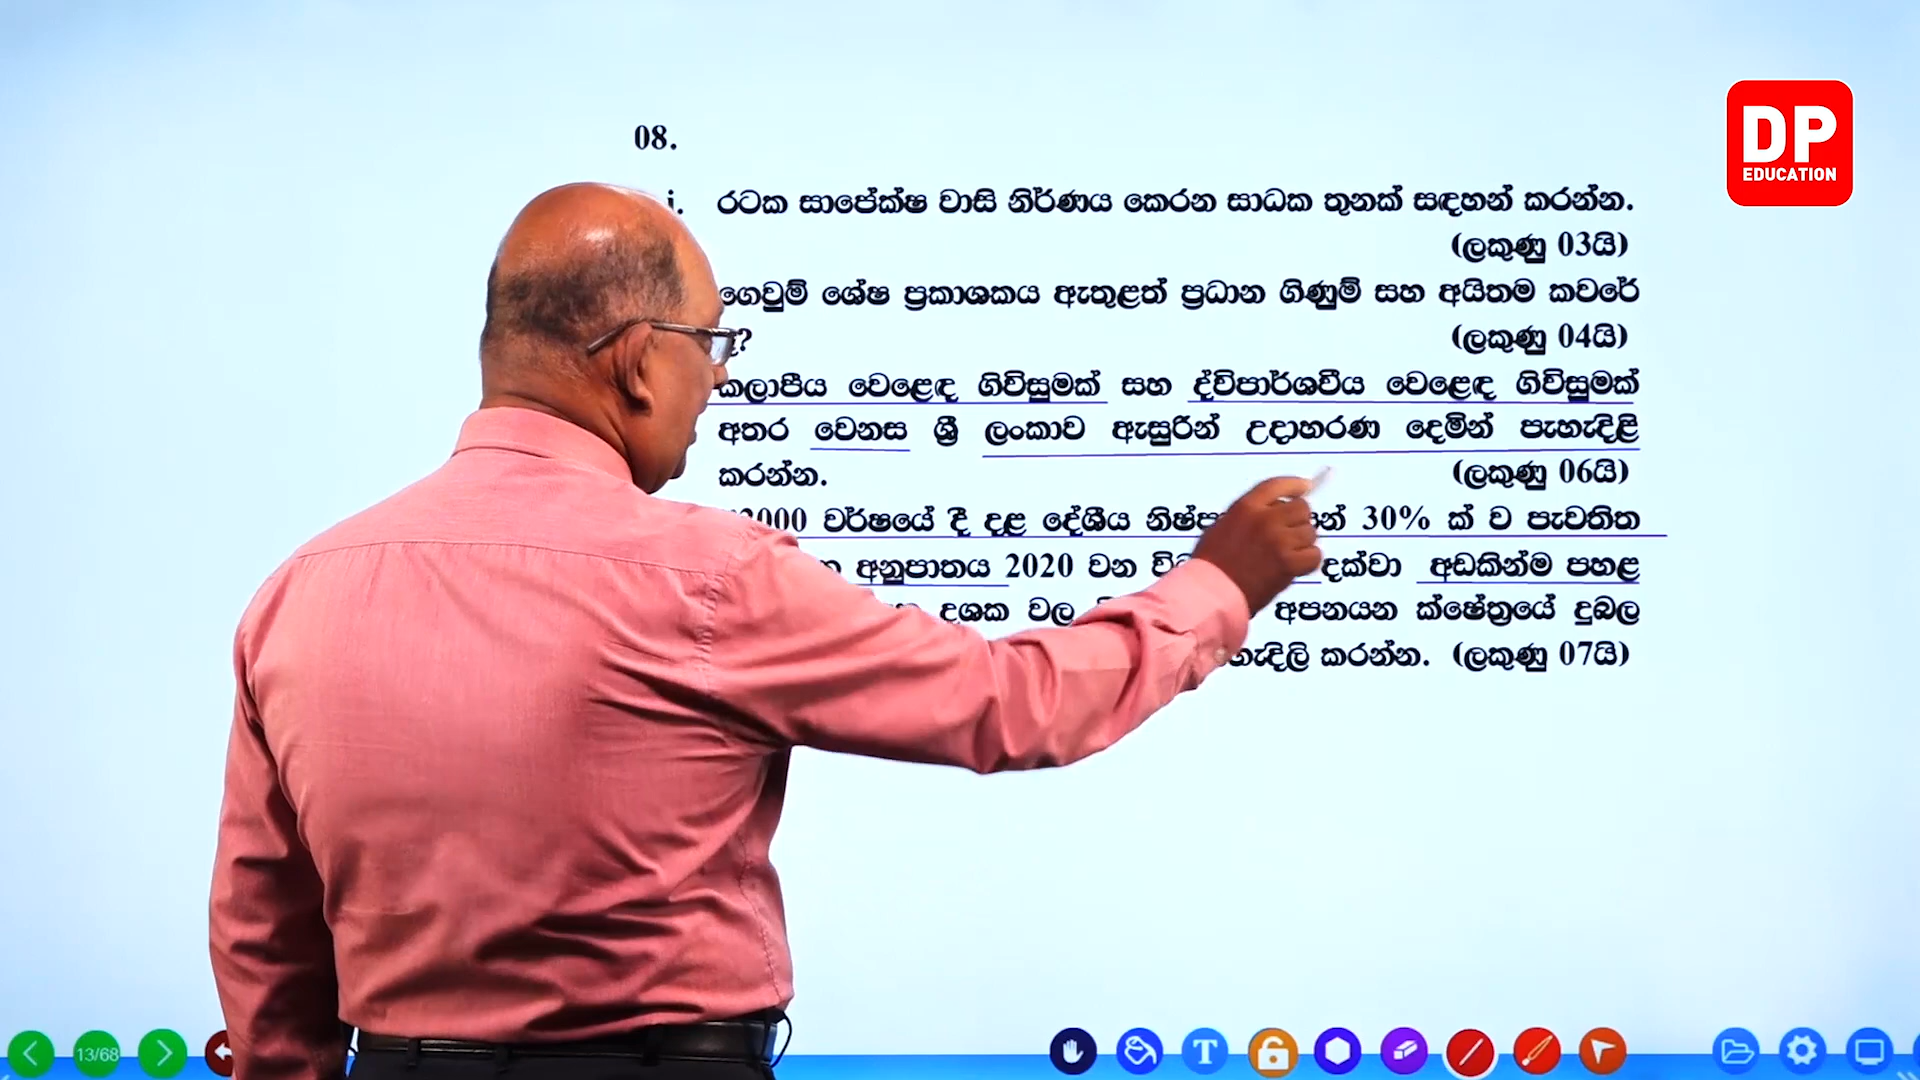 DP
EDUCATION
08.
i. රටක සාපේක්ෂ වාසි නිර්ණය කෙරන සාධක තුනක් සඳහන් කරන්න.
(ලකුණු 03යි)
ගෙවුම් ශේෂ ප්‍රකාශකය ඇතුළත් ප්‍රධාන ගිණුම් සහ අයිතම කවරේ
ද?
(ලකුණු 04යි)
කලාපීය වෙළෙඳ ගිවිසුමක් සහ ද්විපාර්ශවීය වෙළෙඳ ගිවිසුමක්
අතර වෙනස ශ්‍රී ලංකාව ඇසුරින් උදාහරණ දෙමින් පැහැදිළි
කරන්න. (ලකුණු 06යි)
2000 වර්ෂයේ දී දළ දේශීය 30% ක් ව පැවතිත
අනුපාතය 2020 වන දක්වා අඩකින්ම පහළ
දශක වල අපනයන ක්ෂේත්‍රයේ දුබල
කරන්න. (ලකුණු 07යි)
13/68
T